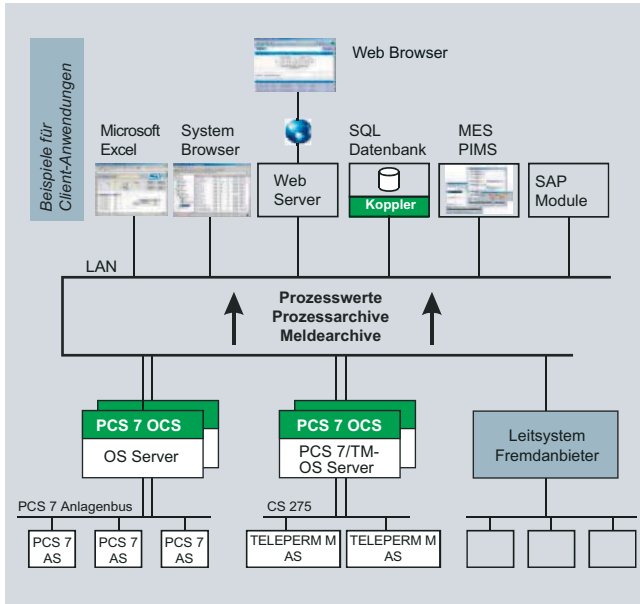 Beispiele für
Client-Anwendungen
Web Browser
Microsoft
Excel
System
Browser
Web
Server
SQL
Datenbank
Koppler
MES
PIMS
SAP
Module
LAN
Prozesswerte
Prozessarchive
Meldearchive
PCS 7 OCS
OS Server
PCS 7 OCS
PCS 7/TM-
OS Server
Leitsystem
Fremdanbieter
PCS 7 Anlagenbus
CS 275
PCS 7
AS
PCS 7
AS
PCS 7
AS
TELEPERM M
AS
TELEPERM M
AS